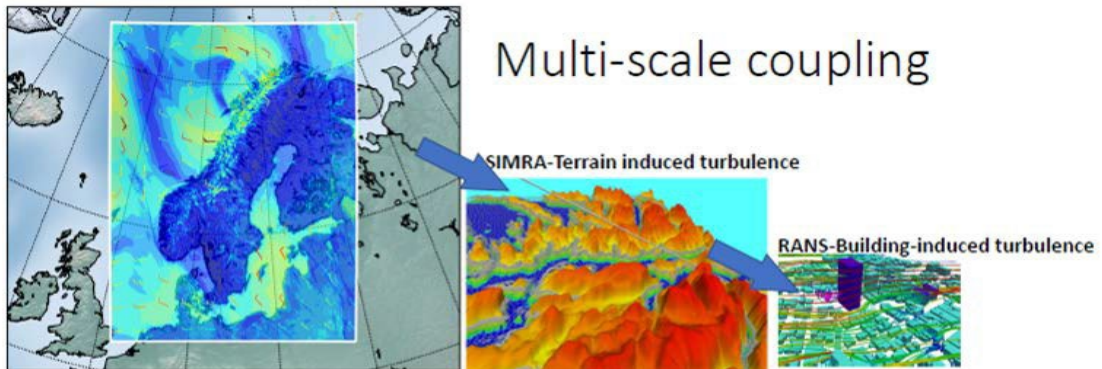 Multi-scale coupling
SIMRA-Terrain induced turbulence
RANS-Building-induced turbulence